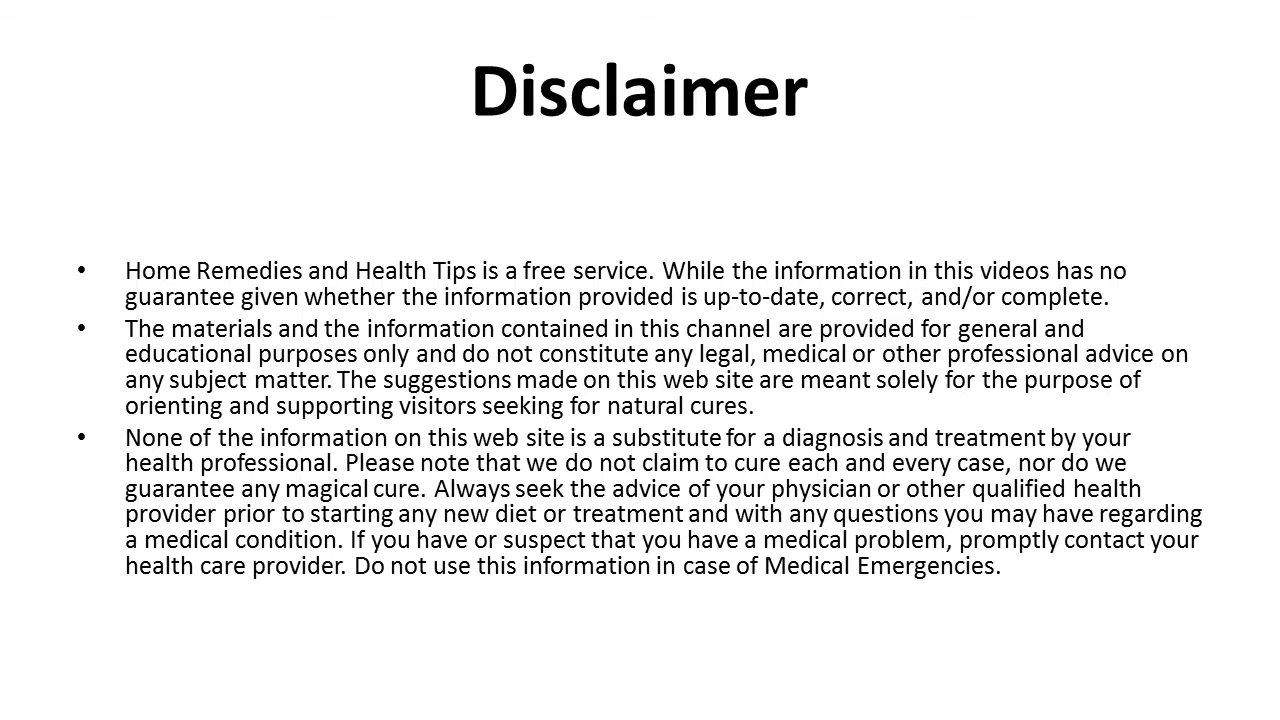 Disclaimer
• Home Remedies and Health Tips is a free service. While the information in this videos has no
guarantee given whether the information provided is up-to-date, correct, and/or complete.
• The materials and the information contained in this channel are provided for general and
educational purposes only and do not constitute any legal, medical or other professional advice on
any subject matter. The suggestions made on this web site are meant solely for the purpose of
orienting and supporting visitors seeking for natural cures.
• None of the information on this web site is a substitute for a diagnosis and treatment by your
health professional. Please note that we do not claim to cure each and every case, nor do we
guarantee any magical cure. Always seek the advice of your physician or other qualified health
provider prior to starting any new diet or treatment and with any questions you may have regarding
a medical condition. If you have or suspect that you have a medical problem, promptly contact your
health care provider. Do not use this information in case of Medical Emergencies.